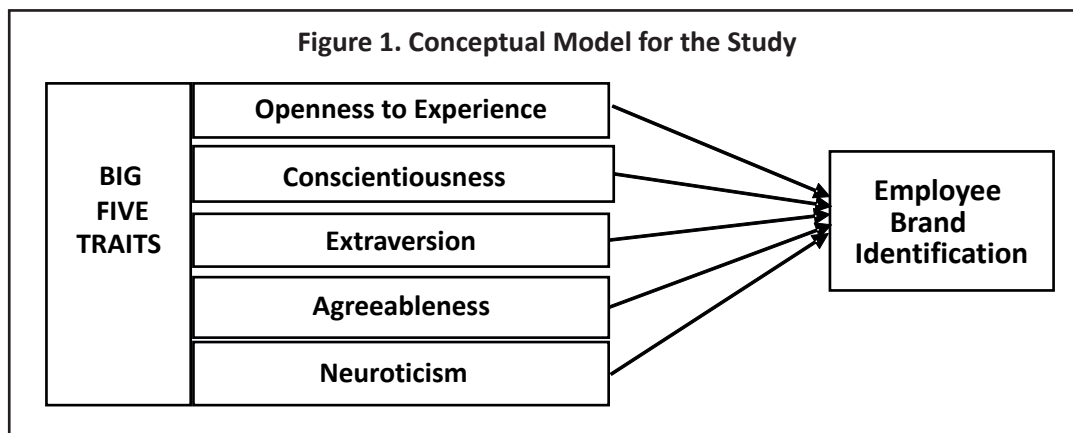 Figure 1. Conceptual Model for the Study
BIG
FIVE
TRAITS
Openness to Experience
Conscientiousness
Extraversion
Agreeableness
Neuroticism
Employee
Brand
Identification